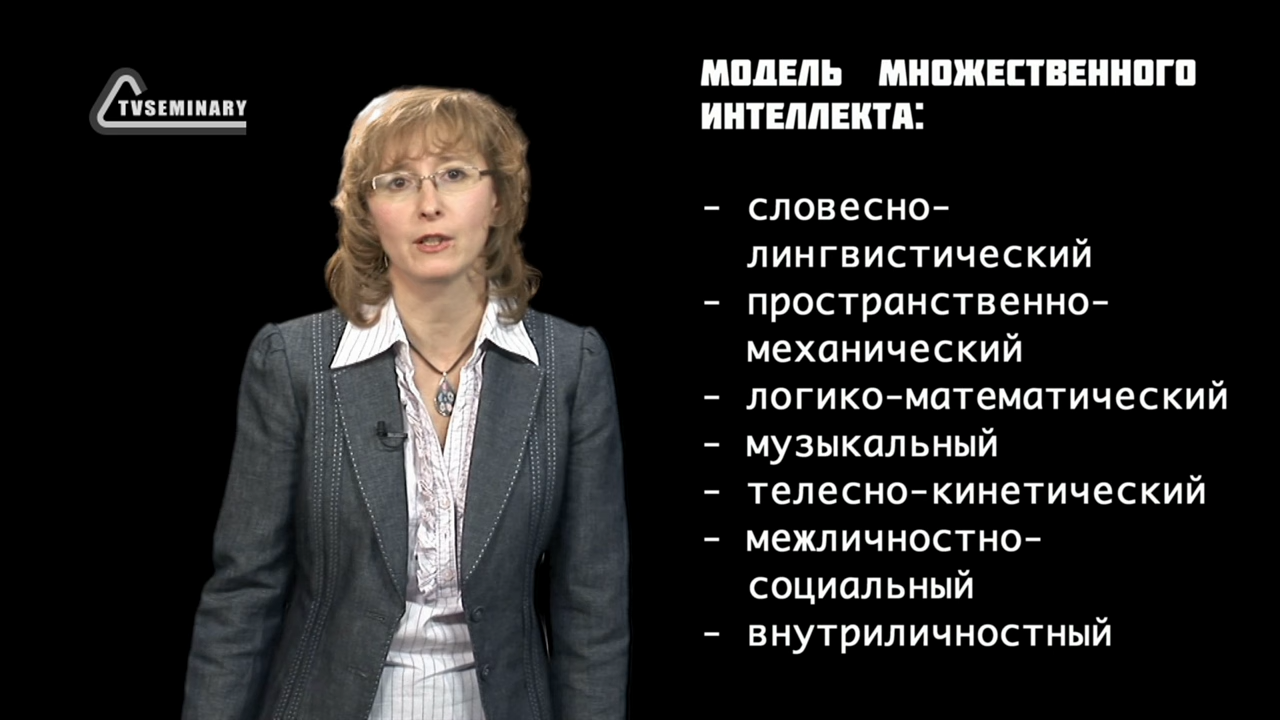 TVSEMINARY
МОДЕЛЬ МНОЖЕСТВЕННОГО
ИНТЕЛЛЕКТА:
- словесно-
лингвистический
- пространственно-
механический
- логико-математический
- музыкальный
- телесно-кинетический
- межличностно-
социальный
- внутриличностный